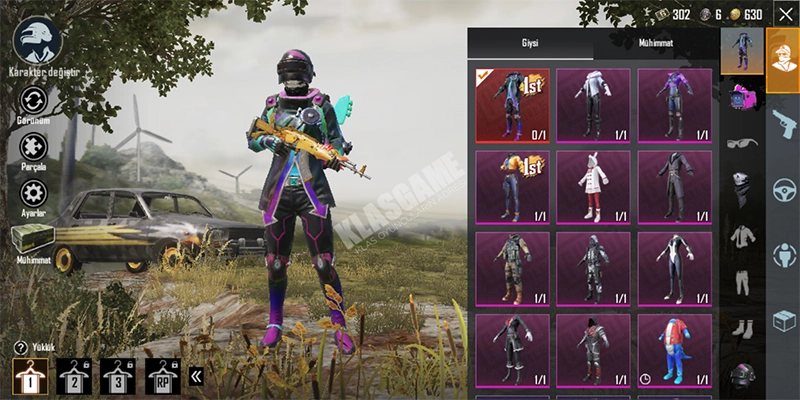 302 6 630
Karakter değiştir
Görünüm
Parçala
Ayarlar
Mühimmat
Yüklük
1 2 3 RP
Giysi Mühimmat
1st
0/1 1/1 1/1
1st
1/1 1/1 1/1
1/1 1/1 1/1
1/1 1/1 1/1
KLASGAME